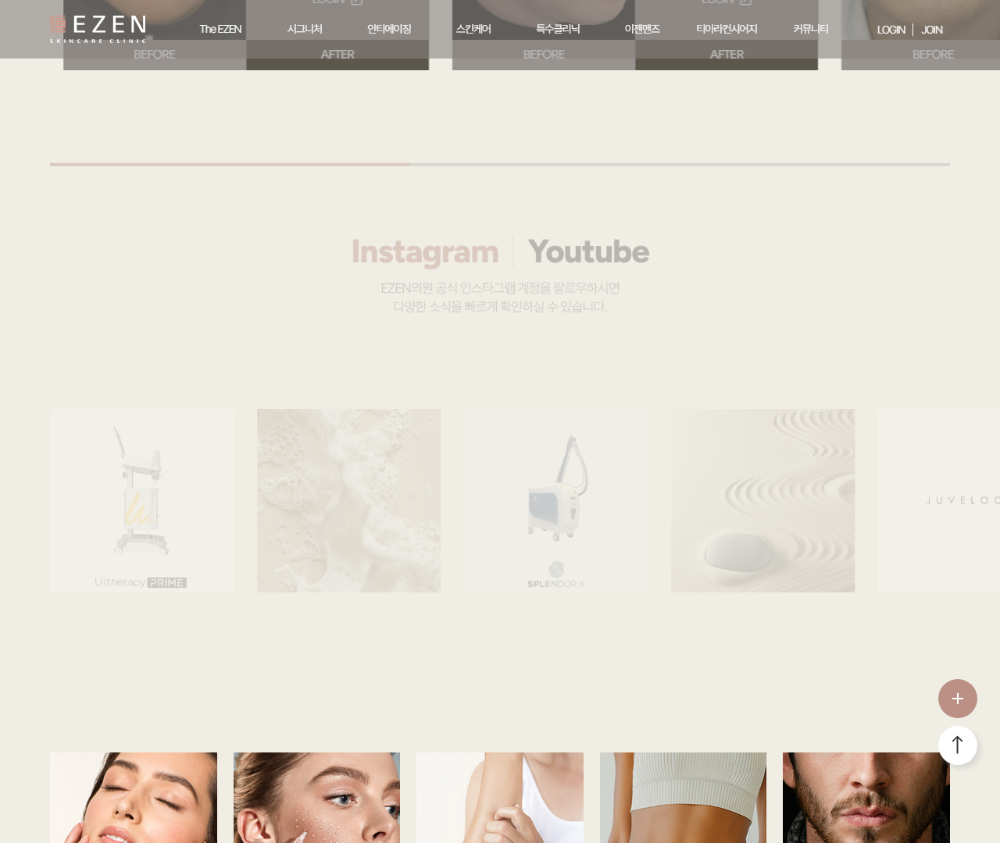 LOGIN
LOGIN
EZEN
SKINCARE CLINIC
The EZEN
시그니처
안티에이징
스킨케어
특수클리닉
이젠맨즈
티아라컨시어지
커뮤니티
LOGIN
JOIN
BEFORE
AFTER
BEFORE
AFTER
BEFORE
Instagram
Youtube
EZEN의원 공식 인스타그램 계정을 팔로우하시면
다양한 소식을 빠르게 확인하실 수 있습니다.
Ultherapy PRIME
SPLENDOR X
JUVELOO